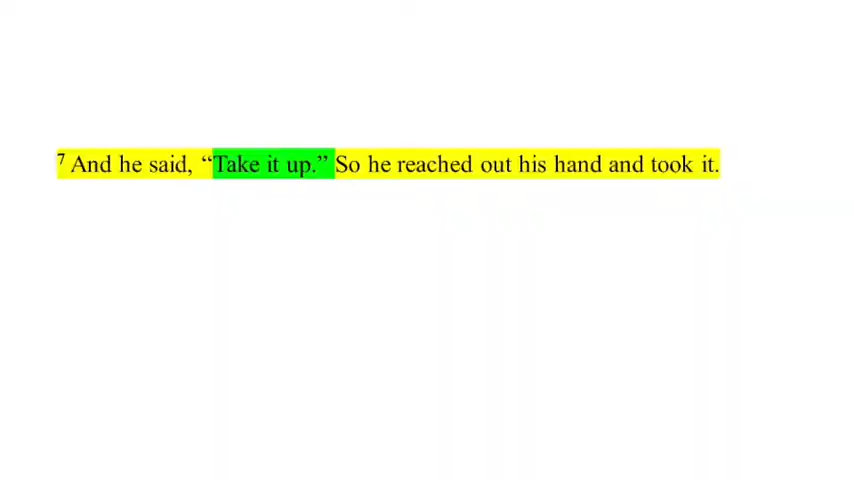 ⁷ And he said, “Take it up.” So he reached out his hand and took it.